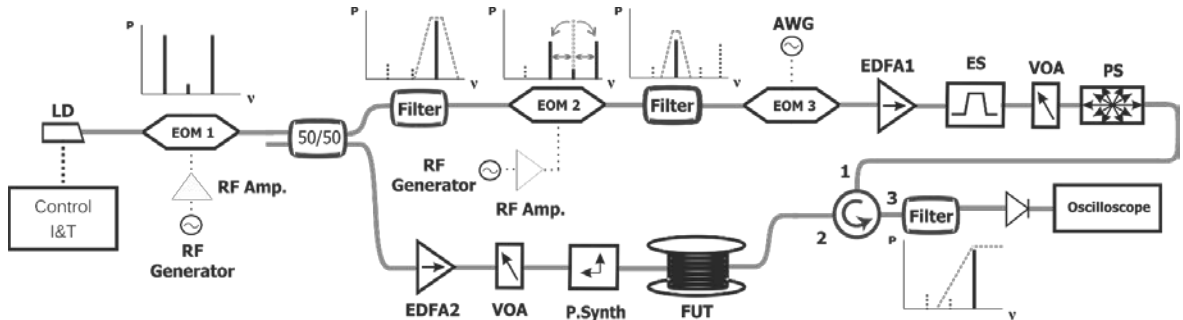 P
ν
P
ν
P
ν
P
ν
AWG
LD
EOM 1
50/50
Filter
EOM 2
Filter
EOM 3
EDFA1
ES
VOA
PS
RF Amp.
RF
Generator
Control
I&T
RF
Generator
RF Amp.
1
2
3
Filter
Oscilloscope
P
ν
EDFA2
VOA
P.Synth
FUT